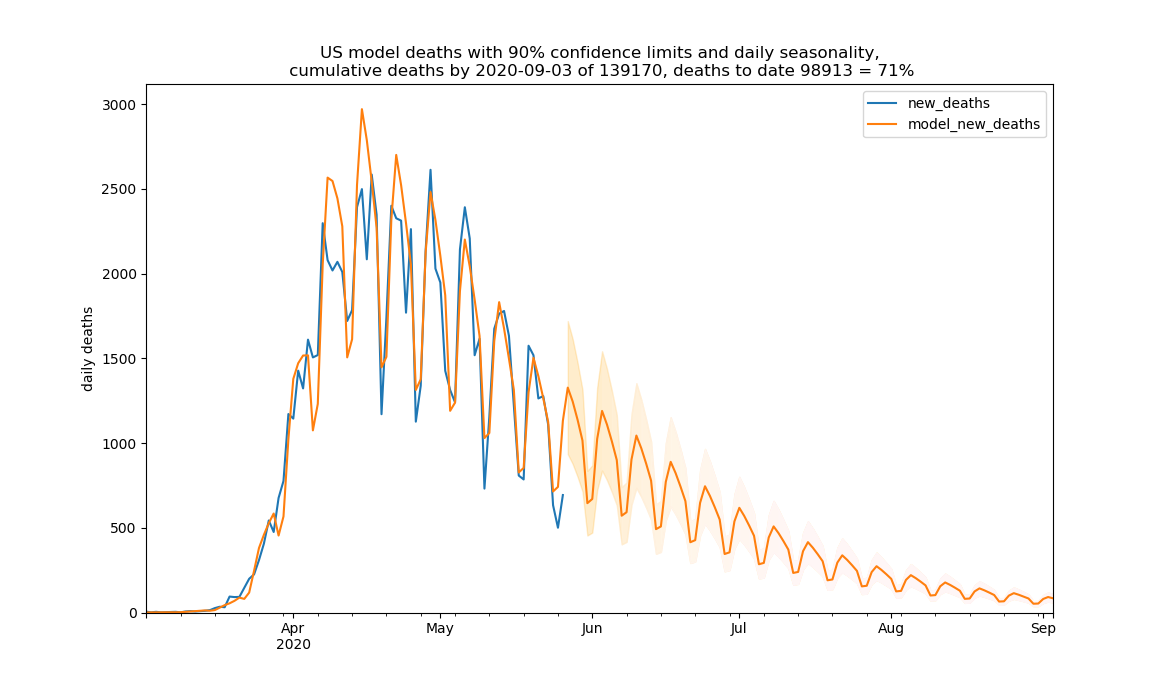 US model deaths with 90% confidence limits and daily seasonality,
cumulative deaths by 2020-09-03 of 139170, deaths to date 98913 = 71%
new_deaths
model_new_deaths
daily deaths
3000
2500
2000
1500
1000
500
0
Apr
2020
May
Jun
Jul
Aug
Sep